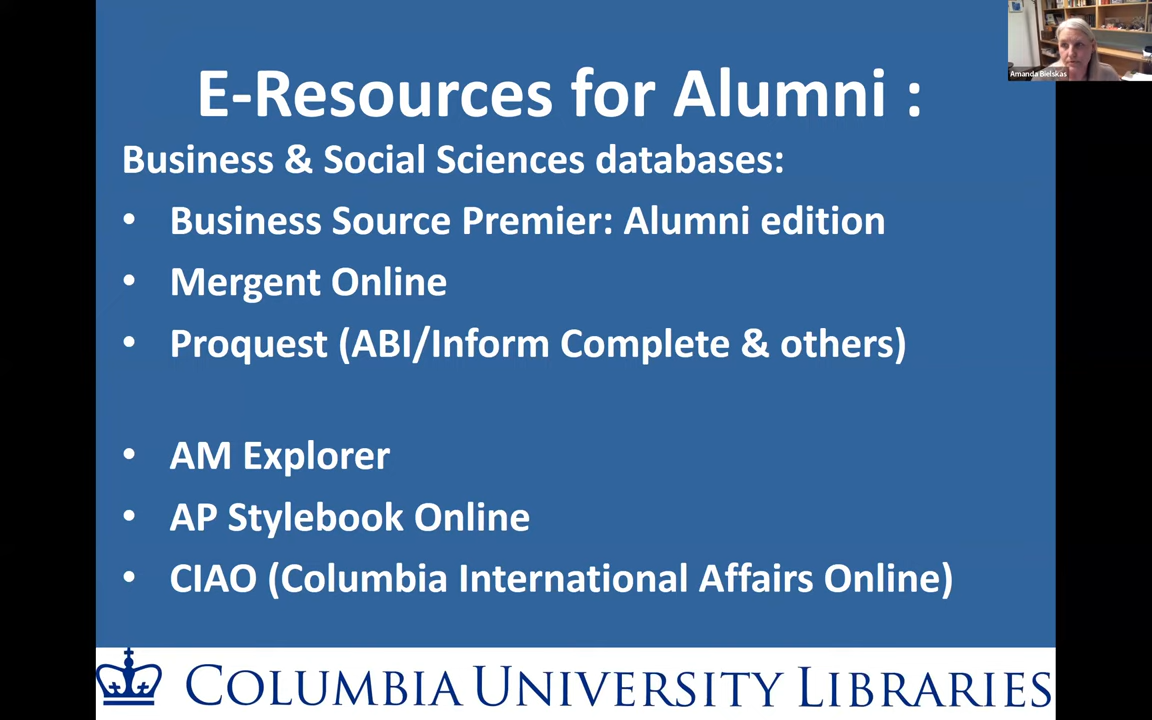 E-Resources for Alumni :
Amanda Bielskas
Business & Social Sciences databases:
• Business Source Premier: Alumni edition
• Mergent Online
• Proquest (ABI/Inform Complete & others)
• AM Explorer
• AP Stylebook Online
• CIAO (Columbia International Affairs Online)
COLUMBIA UNIVERSITY LIBRARIES